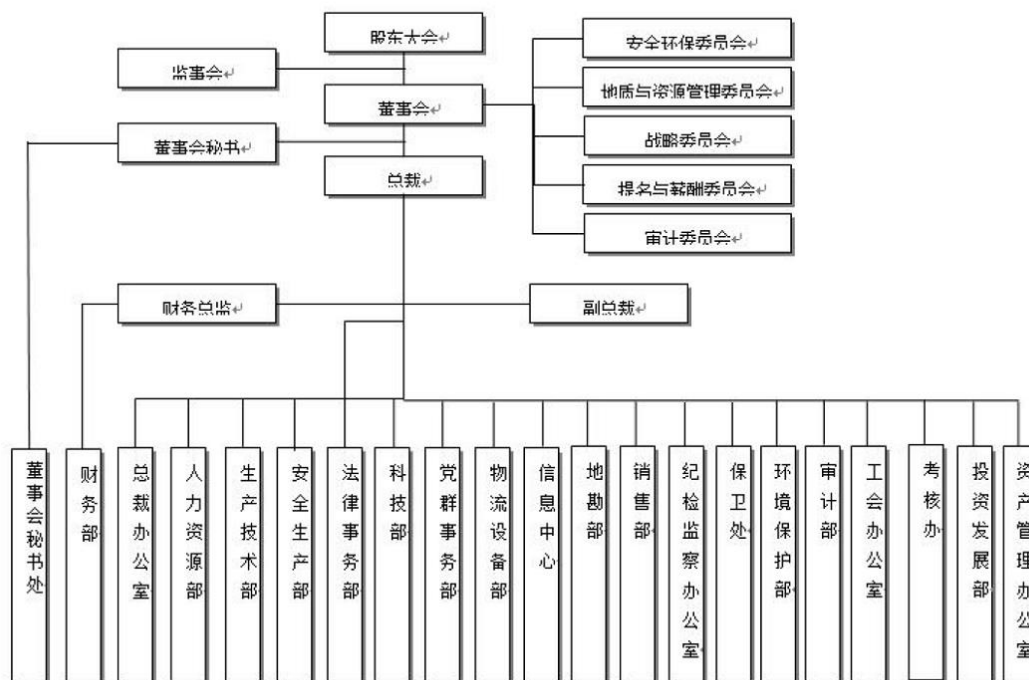 股东大会
监事会
董事会
董事会秘书
总裁
安全环保委员会
地质与资源管理委员会
战略委员会
提名与薪酬委员会
审计委员会
财务总监
副总裁
董事会秘书处
财务部
总裁办公室
人力资源部
生产技术部
安全生产部
法律事务部
科技部
党群事务部
物流设备部
信息中心
地勘部
销售部
纪检监察办公室
保卫处
环境保护部
审计部
工会办公室
考核办
投资发展部
资产管理办公室